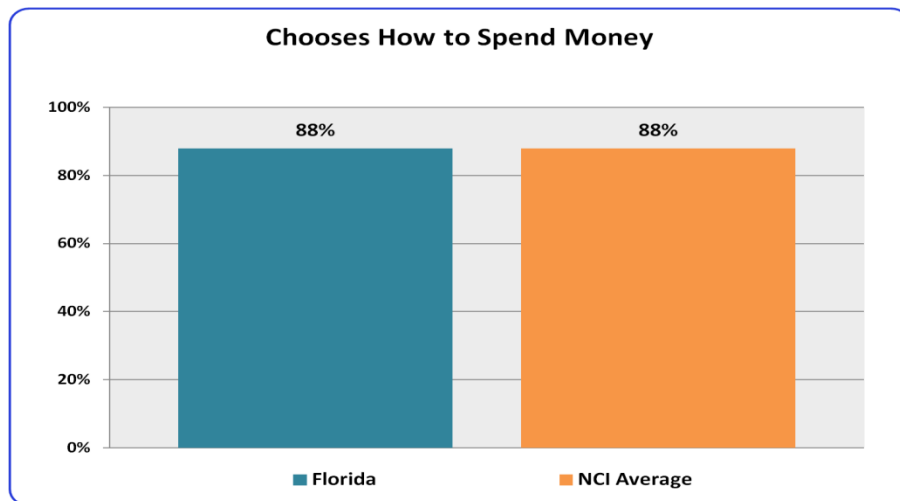 Chooses How to Spend Money
100%
88%
88%
80%
60%
40%
20%
0%
Florida
NCI Average